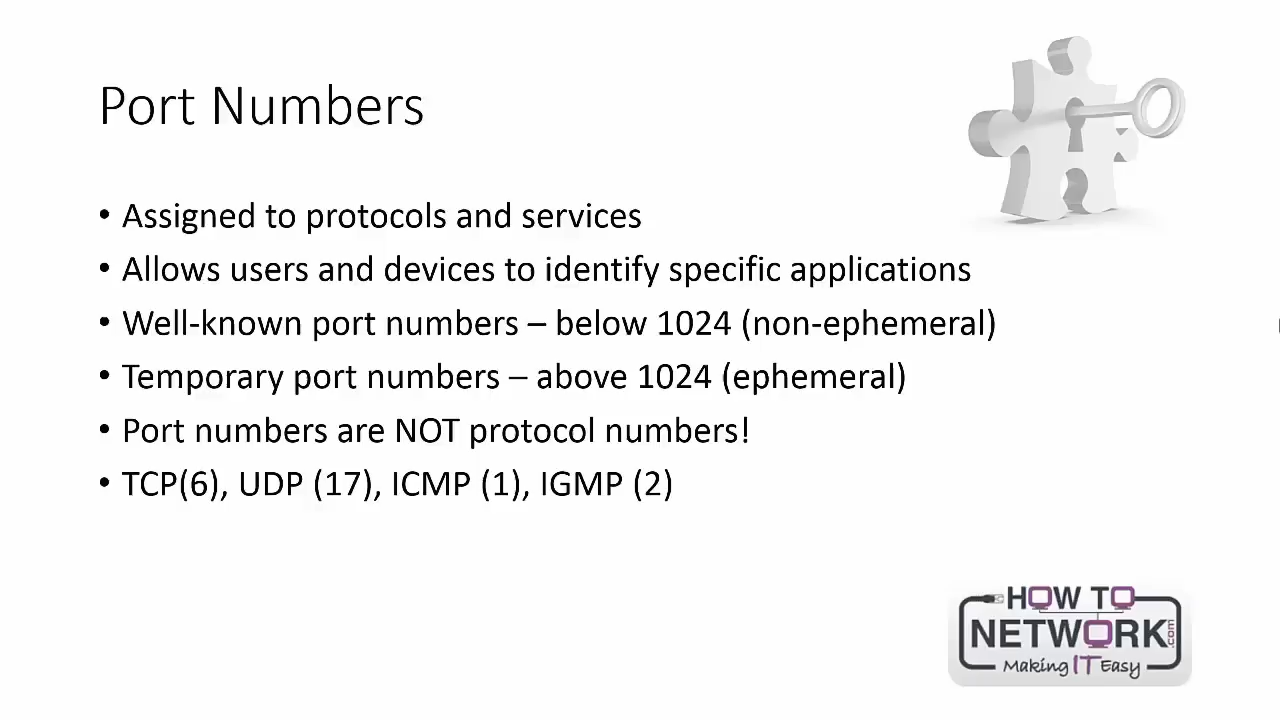 Port Numbers
• Assigned to protocols and services
• Allows users and devices to identify specific applications
• Well-known port numbers – below 1024 (non-ephemeral)
• Temporary port numbers – above 1024 (ephemeral)
• Port numbers are NOT protocol numbers!
• TCP(6), UDP (17), ICMP (1), IGMP (2)
HOW TO
NETWORK.com
Making IT Easy